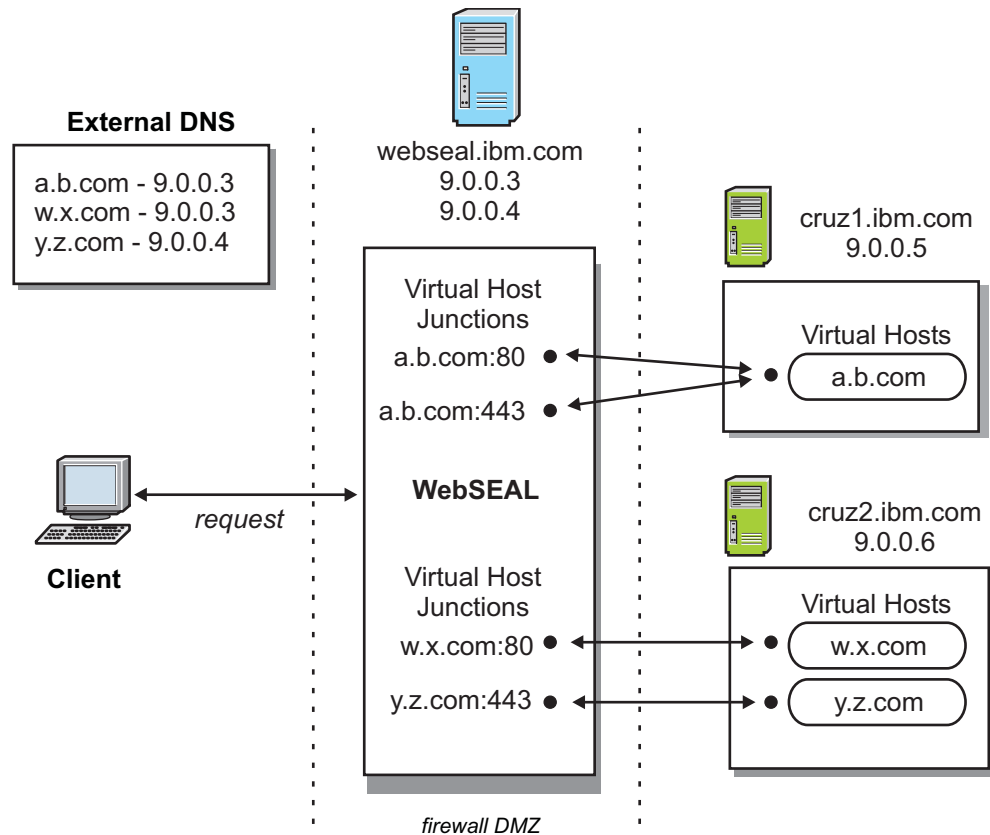 External DNS
a.b.com - 9.0.0.3
w.x.com - 9.0.0.3
y.z.com - 9.0.0.4
webseal.ibm.com
9.0.0.3
9.0.0.4
Virtual Host
Junctions
a.b.com:80
a.b.com:443
WebSEAL
Virtual Host
Junctions
w.x.com:80
y.z.com:443
request
Client
cruz1.ibm.com
9.0.0.5
Virtual Hosts
a.b.com
cruz2.ibm.com
9.0.0.6
Virtual Hosts
w.x.com
y.z.com
firewall DMZ